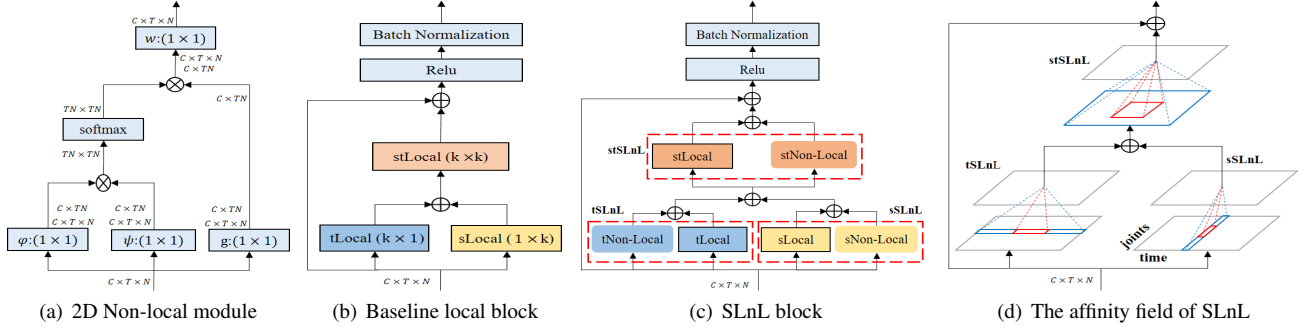 C × T × N
w:(1 × 1)
C × T × N
C × TN
TN × TN
C × TN
softmax
TN × TN
C × TN
C × T × N
C × TN
C × T × N
C × TN
C × T × N
φ:(1 × 1)
ψ:(1 × 1)
g:(1 × 1)
C × T × N
(a) 2D Non-local module
Batch Normalization
Relu
stLocal (k ×k)
tLocal (k × 1)
sLocal (1 × k)
C × T × N
(b) Baseline local block
Batch Normalization
Relu
stSLnL
stLocal
stNon-Local
tSLnL
sSLnL
tNon-Local
tLocal
sLocal
sNon-Local
C × T × N
(c) SLnL block
stSLnL
tSLnL
sSLnL
joints
time
C × T × N
(d) The affinity field of SLnL